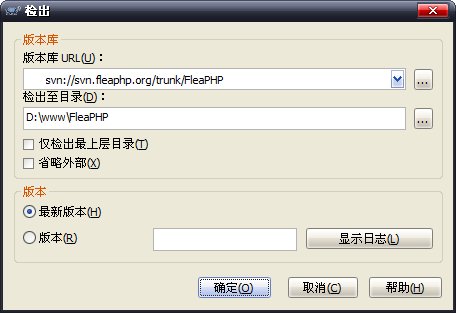 检出
版本库
版本库 URL(U)：
svn://svn.fleaphp.org/trunk/FleaPHP
...
检出至目录(D)：
D:\www\FleaPHP
...
仅检出最上层目录(T)
省略外部(X)
版本
最新版本(H)
版本(R)
显示日志(L)
确定(O) 取消(C) 帮助(H)